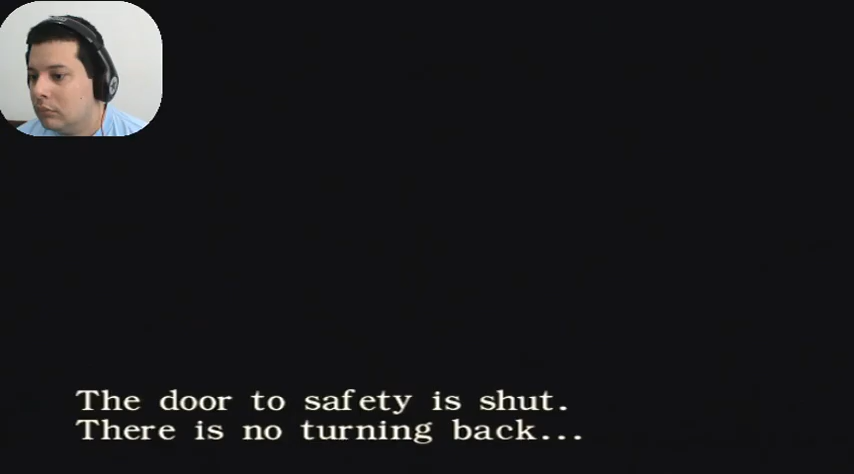 The door to safety is shut.
There is no turning back...